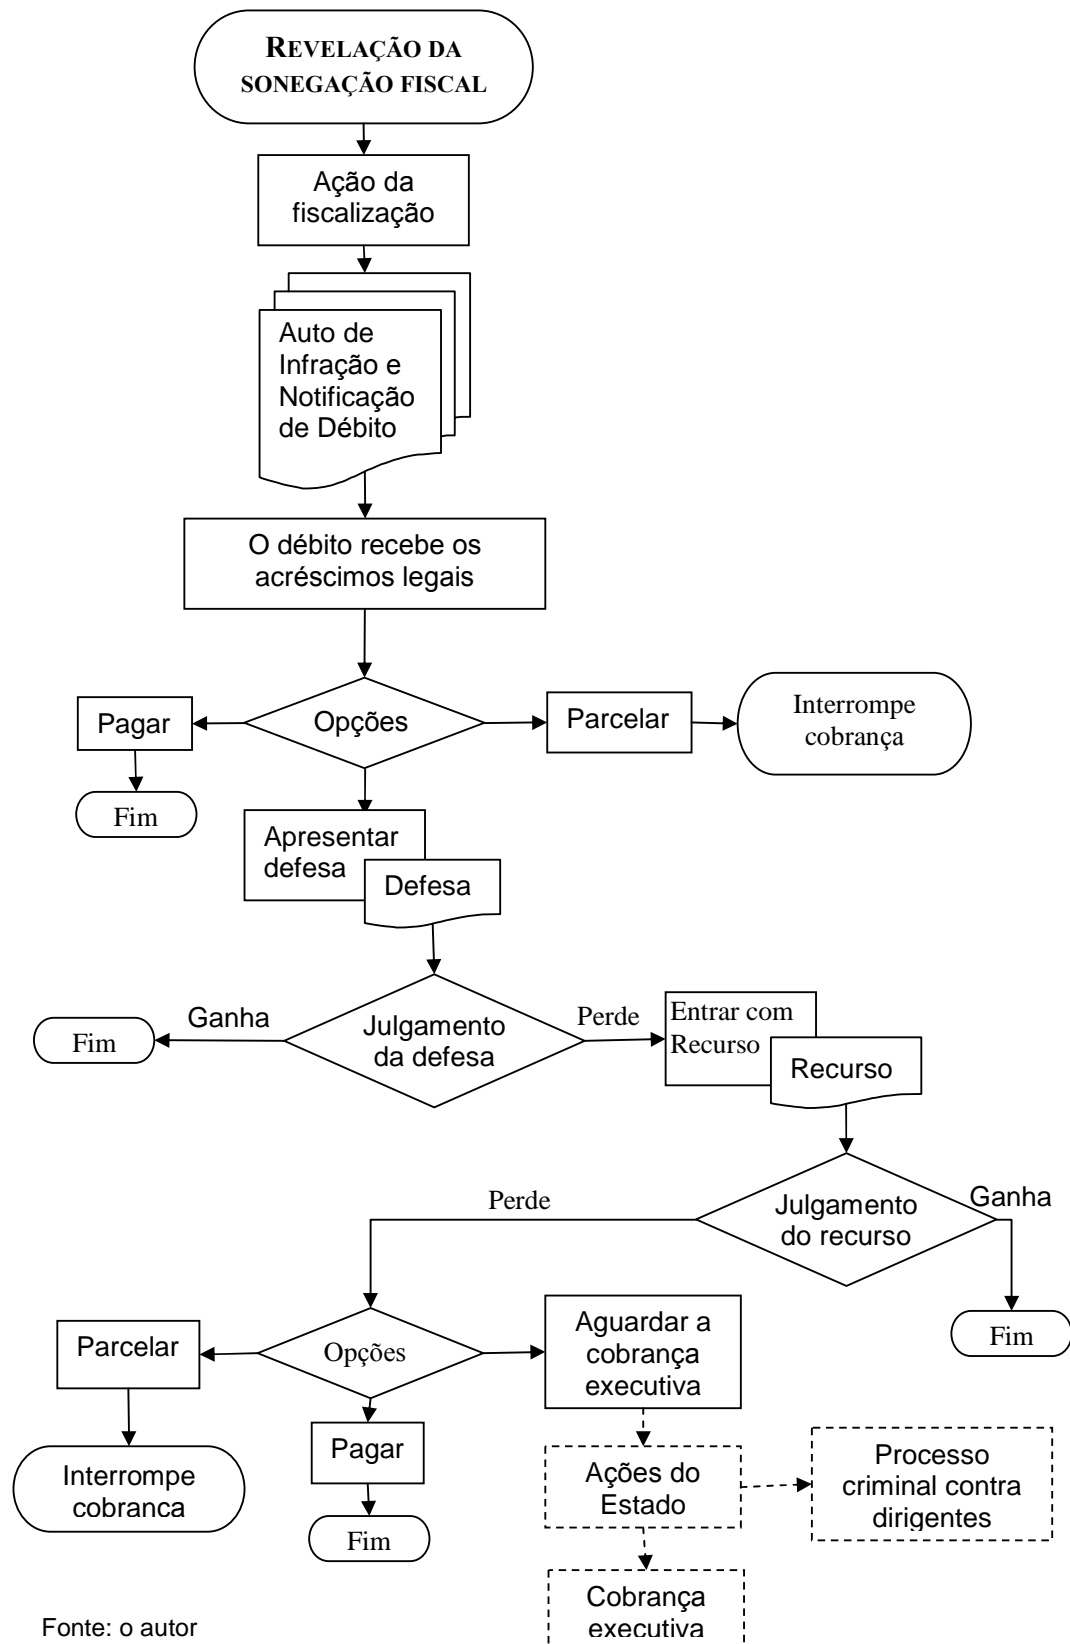 REVELAÇÃO DA
SONEGAÇÃO FISCAL
Ação da
fiscalização
Auto de
Infração e
Notificação
de Débito
O débito recebe os
acréscimos legais
Pagar
Opções
Parcelar
Interrompe
cobrança
Fim
Apresentar
defesa
Defesa
Ganha
Julgamento
da defesa
Perde
Fim
Entrar com
Recurso
Recurso
Perde
Julgamento
do recurso
Ganha
Fim
Parcelar
Opções
Aguardar a
cobrança
executiva
Pagar
Interrompe
cobranca
Fim
Ações do
Estado
Processo
criminal contra
dirigentes
Cobrança
executiva
Fonte: o autor